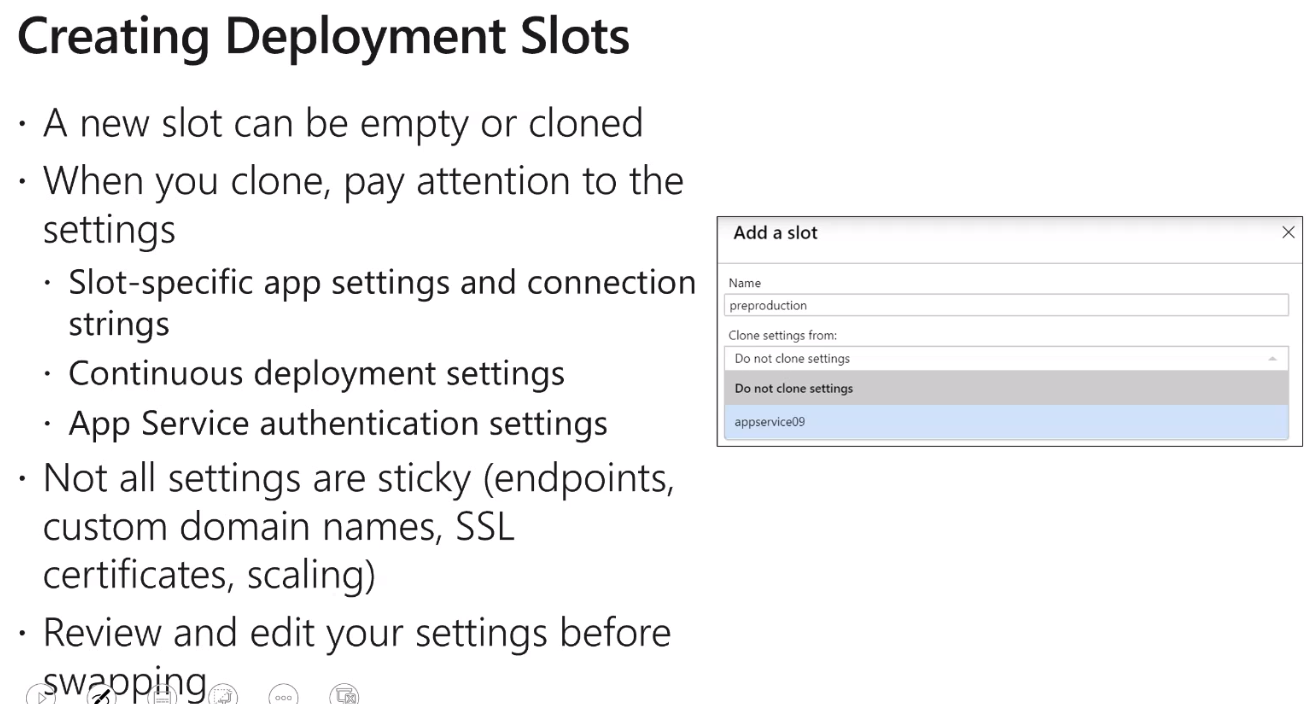 Creating Deployment Slots
· A new slot can be empty or cloned
· When you clone, pay attention to the
settings
· Slot-specific app settings and connection
strings
· Continuous deployment settings
· App Service authentication settings
· Not all settings are sticky (endpoints,
custom domain names, SSL
certificates, scaling)
· Review and edit your settings before
swapping
Add a slot
Name
preproduction
Clone settings from:
Do not clone settings
Do not clone settings
appservice09